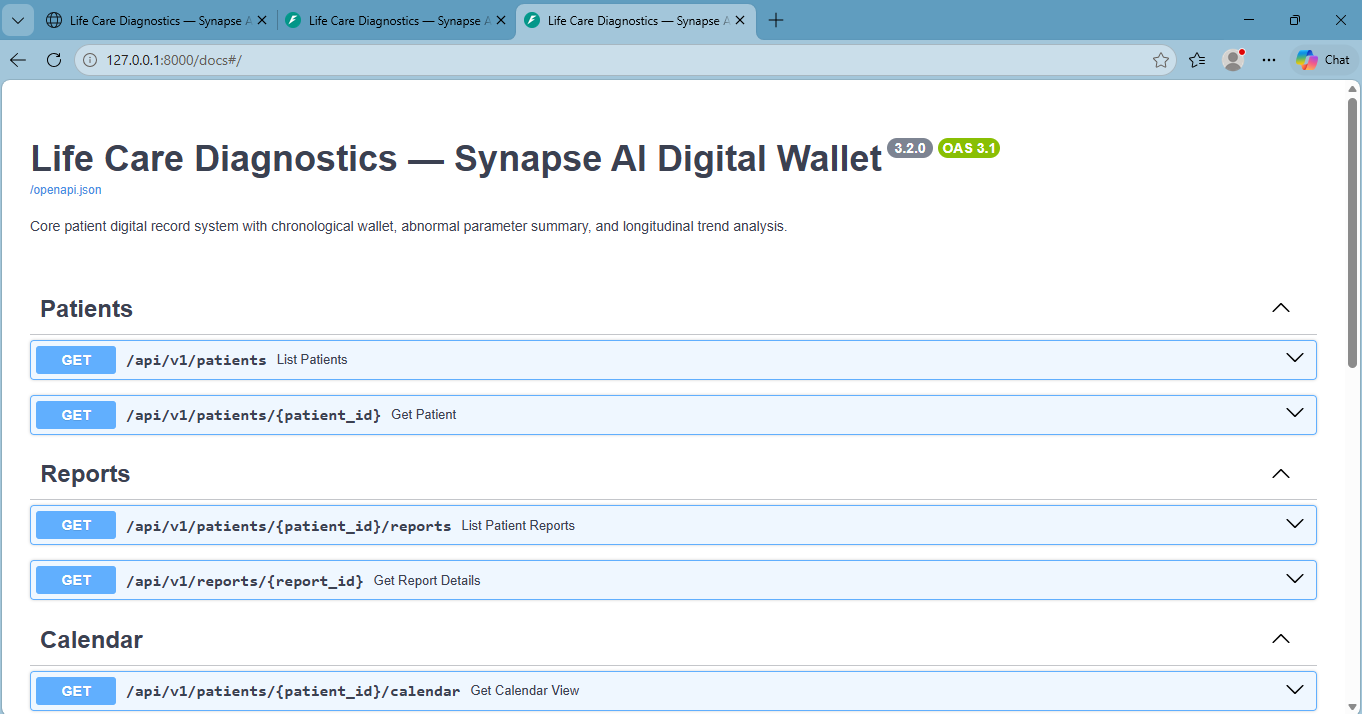 Life Care Diagnostics — Synapse A
Life Care Diagnostics — Synapse A
Life Care Diagnostics — Synapse A
127.0.0.1:8000/docs#/
Chat
Life Care Diagnostics — Synapse AI Digital Wallet 3.2.0 OAS 3.1
/openapi.json
Core patient digital record system with chronological wallet, abnormal parameter summary, and longitudinal trend analysis.
Patients
GET /api/v1/patients List Patients
GET /api/v1/patients/{patient_id} Get Patient
Reports
GET /api/v1/patients/{patient_id}/reports List Patient Reports
GET /api/v1/reports/{report_id} Get Report Details
Calendar
GET /api/v1/patients/{patient_id}/calendar Get Calendar View